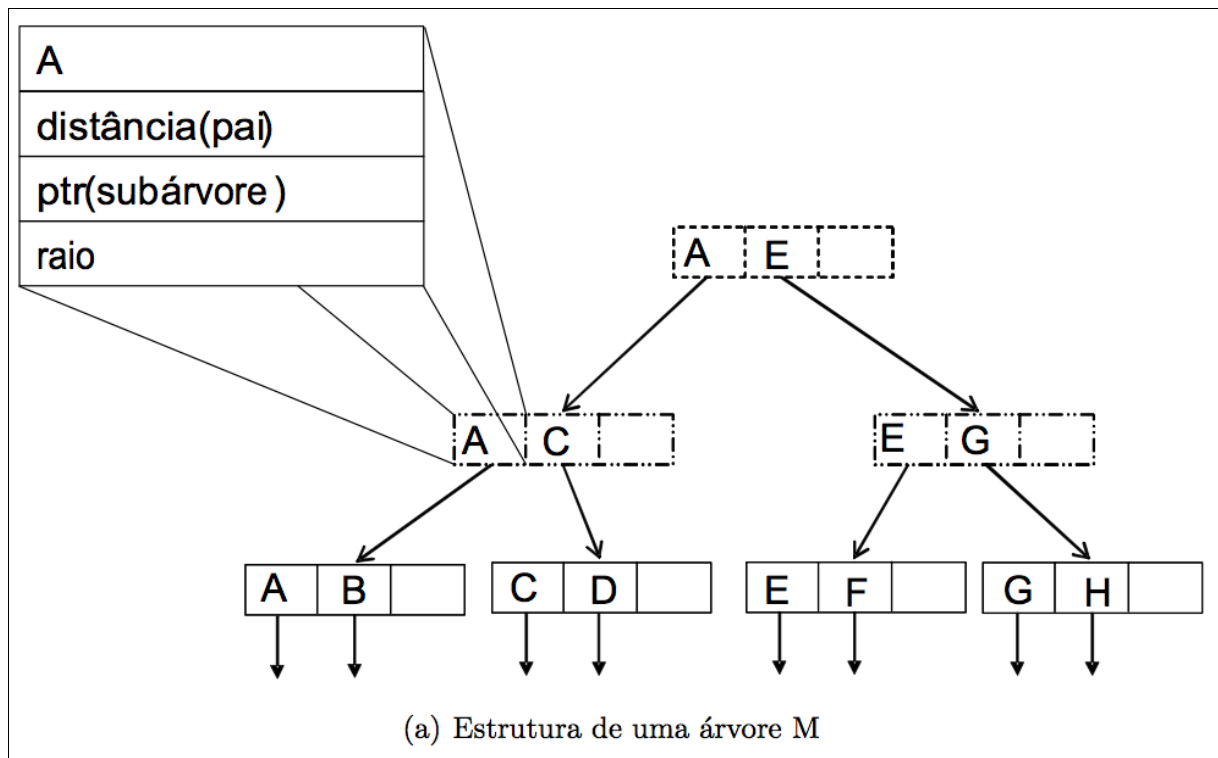 A
distância(pai)
ptr(subárvore)
raio
A E
A C
E G
A B
C D
E F
G H
(a) Estrutura de uma árvore M